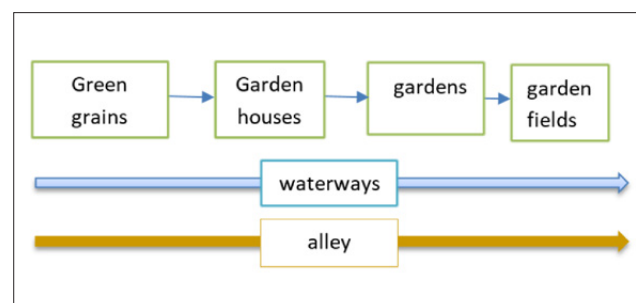 Green
grains
Garden
houses
gardens
garden
fields
waterways
alley